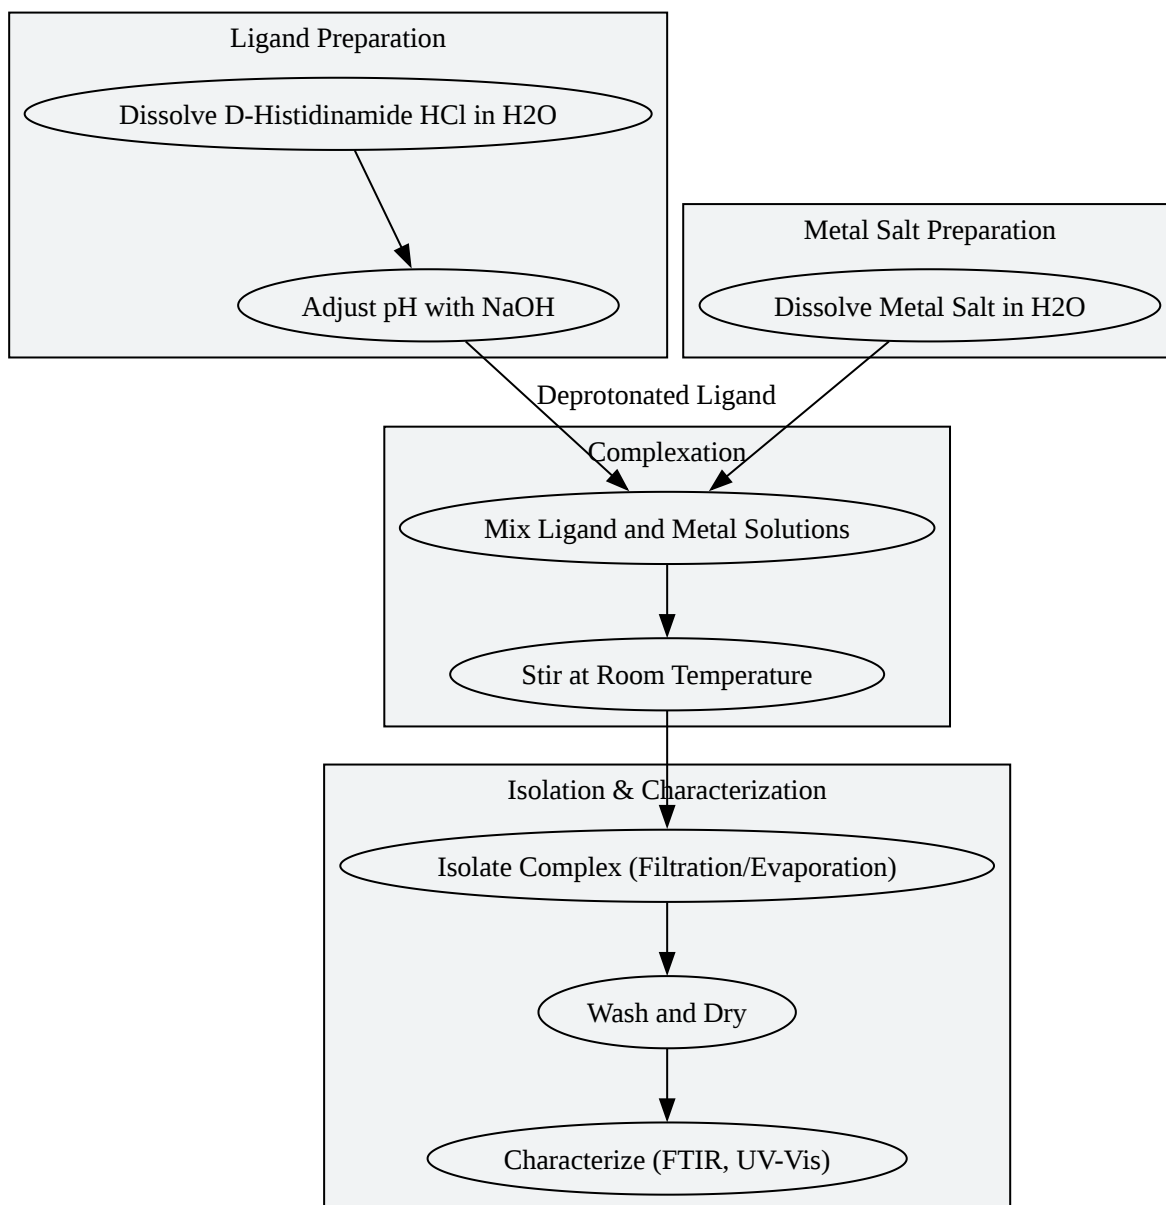 Ligand Preparation
Dissolve D-Histidinamide HCl in H2O
Metal Salt Preparation
Adjust pH with NaOH
Dissolve Metal Salt in H2O
Deprotonated Ligand
Complexation
Mix Ligand and Metal Solutions
Stir at Room Temperature
Isolation & Characterization
Isolate Complex (Filtration/Evaporation)
Wash and Dry
Characterize (FTIR, UV-Vis)